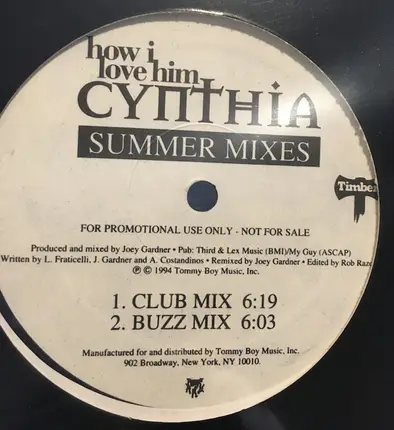 how i
love him
CYNTHIA
SUMMER MIXES
Timbe
FOR PROMOTIONAL USE ONLY - NOT FOR SALE
Produced and mixed by Joey Gardner • Pub: Third & Lex Music (BMI)/My Guy (ASCAP)
Written by L. Fraticelli, J. Gardner and A. Costandinos • Remixed by Joey Gardner • Edited by Rob Raze
℗ © 1994 Tommy Boy Music, Inc.
1. CLUB MIX 6:19
2. BUZZ MIX 6:03
Manufactured for and distributed by Tommy Boy Music, Inc.
902 Broadway, New York, NY 10010.